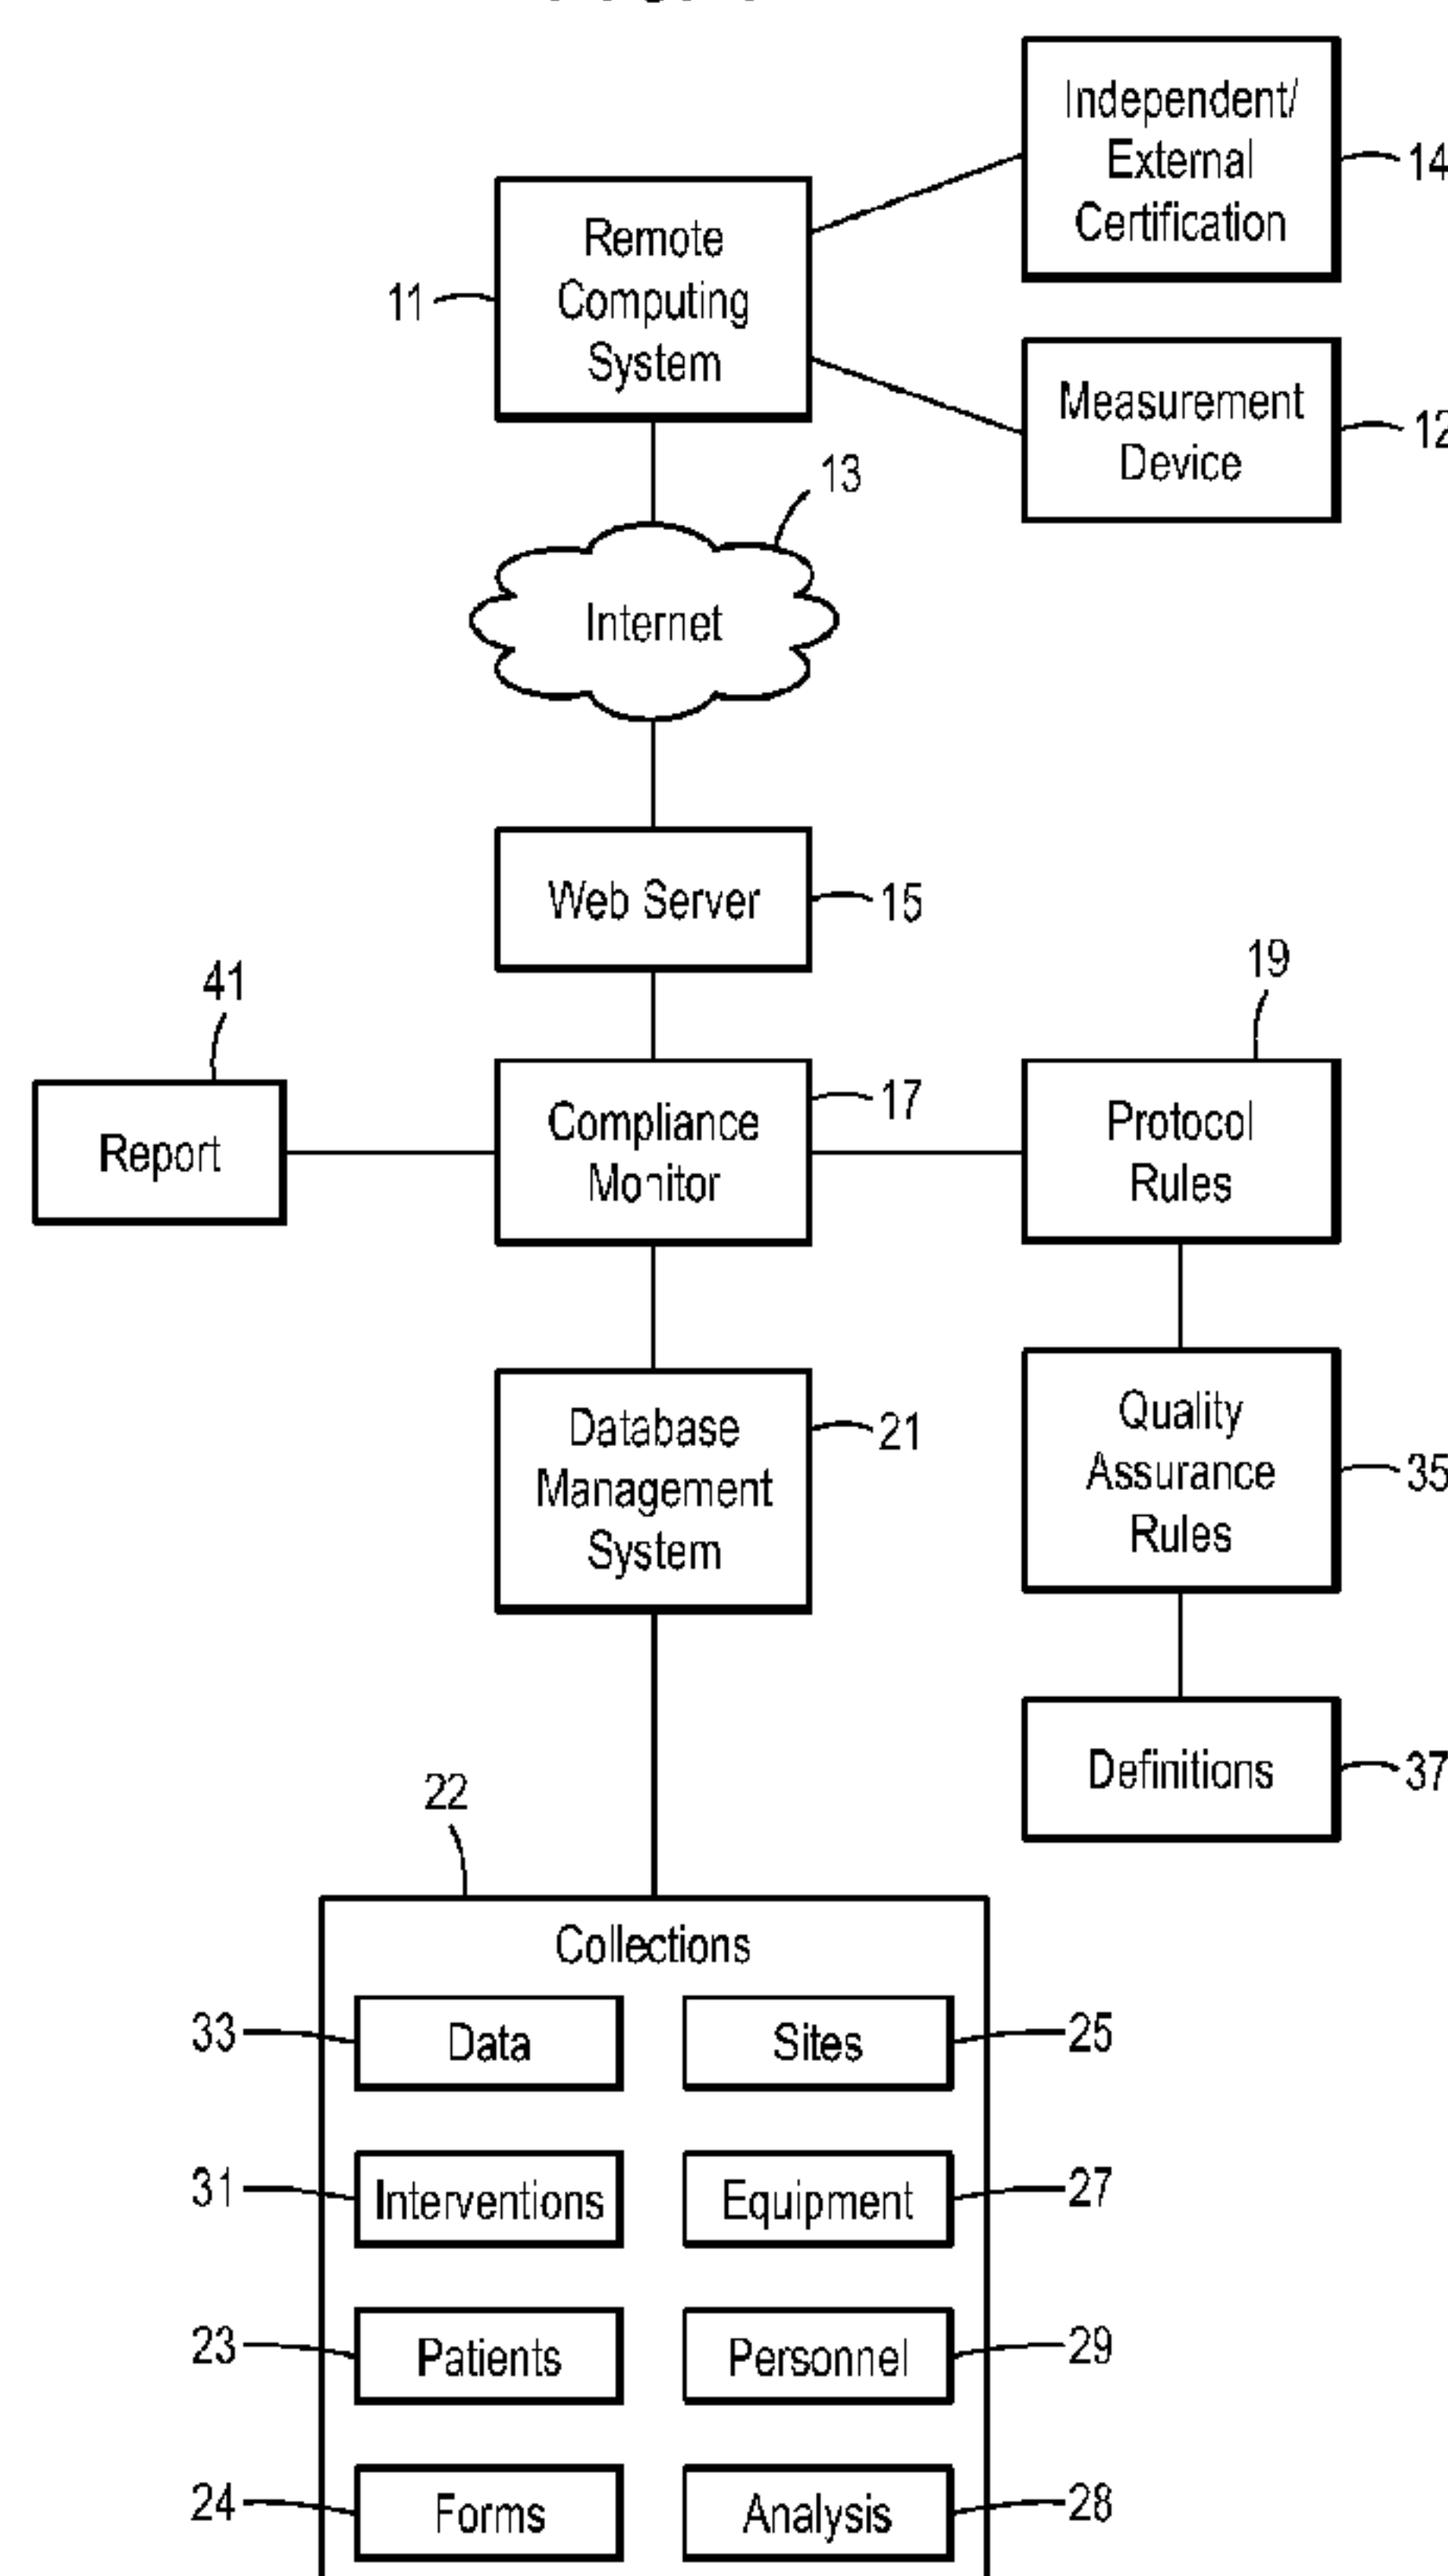 Independent/
External
Certification
14
Remote
Computing
System
11
Measurement
Device
12
13
Internet
Web Server
15
41
19
Report
Compliance
Monitor
17
Protocol
Rules
Database
Management
System
21
Quality
Assurance
Rules
35
Definitions
37
22
Collections
33
Data
Sites
25
31
Interventions
Equipment
27
23
Patients
Personnel
29
24
Forms
Analysis
28